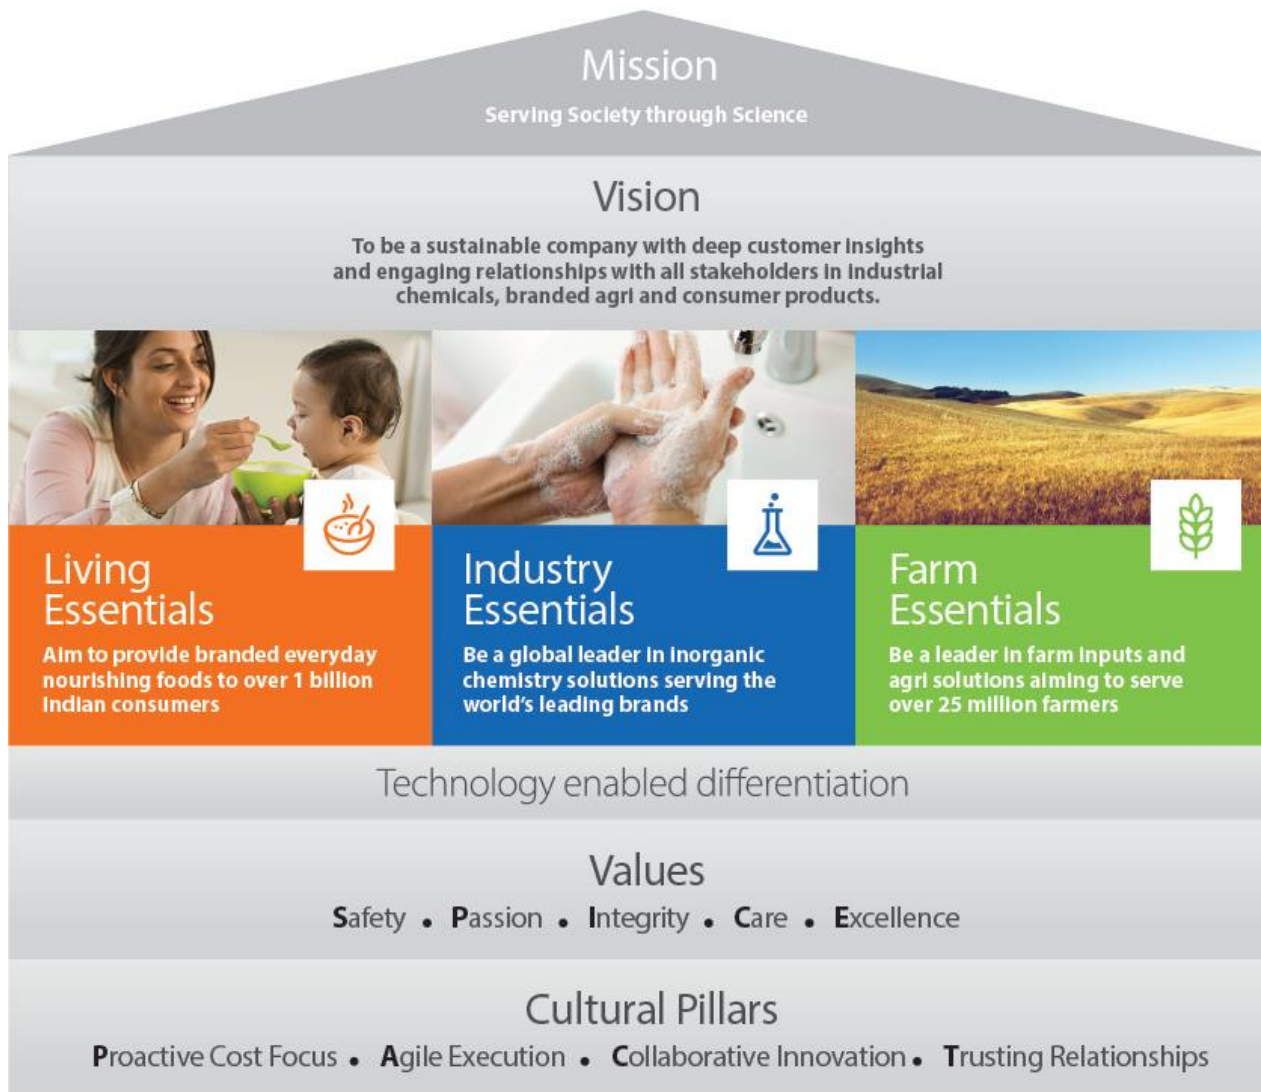 Mission
Serving Society through Science
Vision
To be a sustainable company with deep customer insights
and engaging relationships with all stakeholders in industrial
chemicals, branded agri and consumer products.
Living
Essentials
Aim to provide branded everyday
nourishing foods to over 1 billion
Indian consumers
Industry
Essentials
Be a global leader in inorganic
chemistry solutions serving the
world's leading brands
Farm
Essentials
Be a leader in farm inputs and
agri solutions aiming to serve
over 25 million farmers
Technology enabled differentiation
Values
Safety • Passion • Integrity • Care • Excellence
Cultural Pillars
Proactive Cost Focus • Agile Execution • Collaborative Innovation • Trusting Relationships